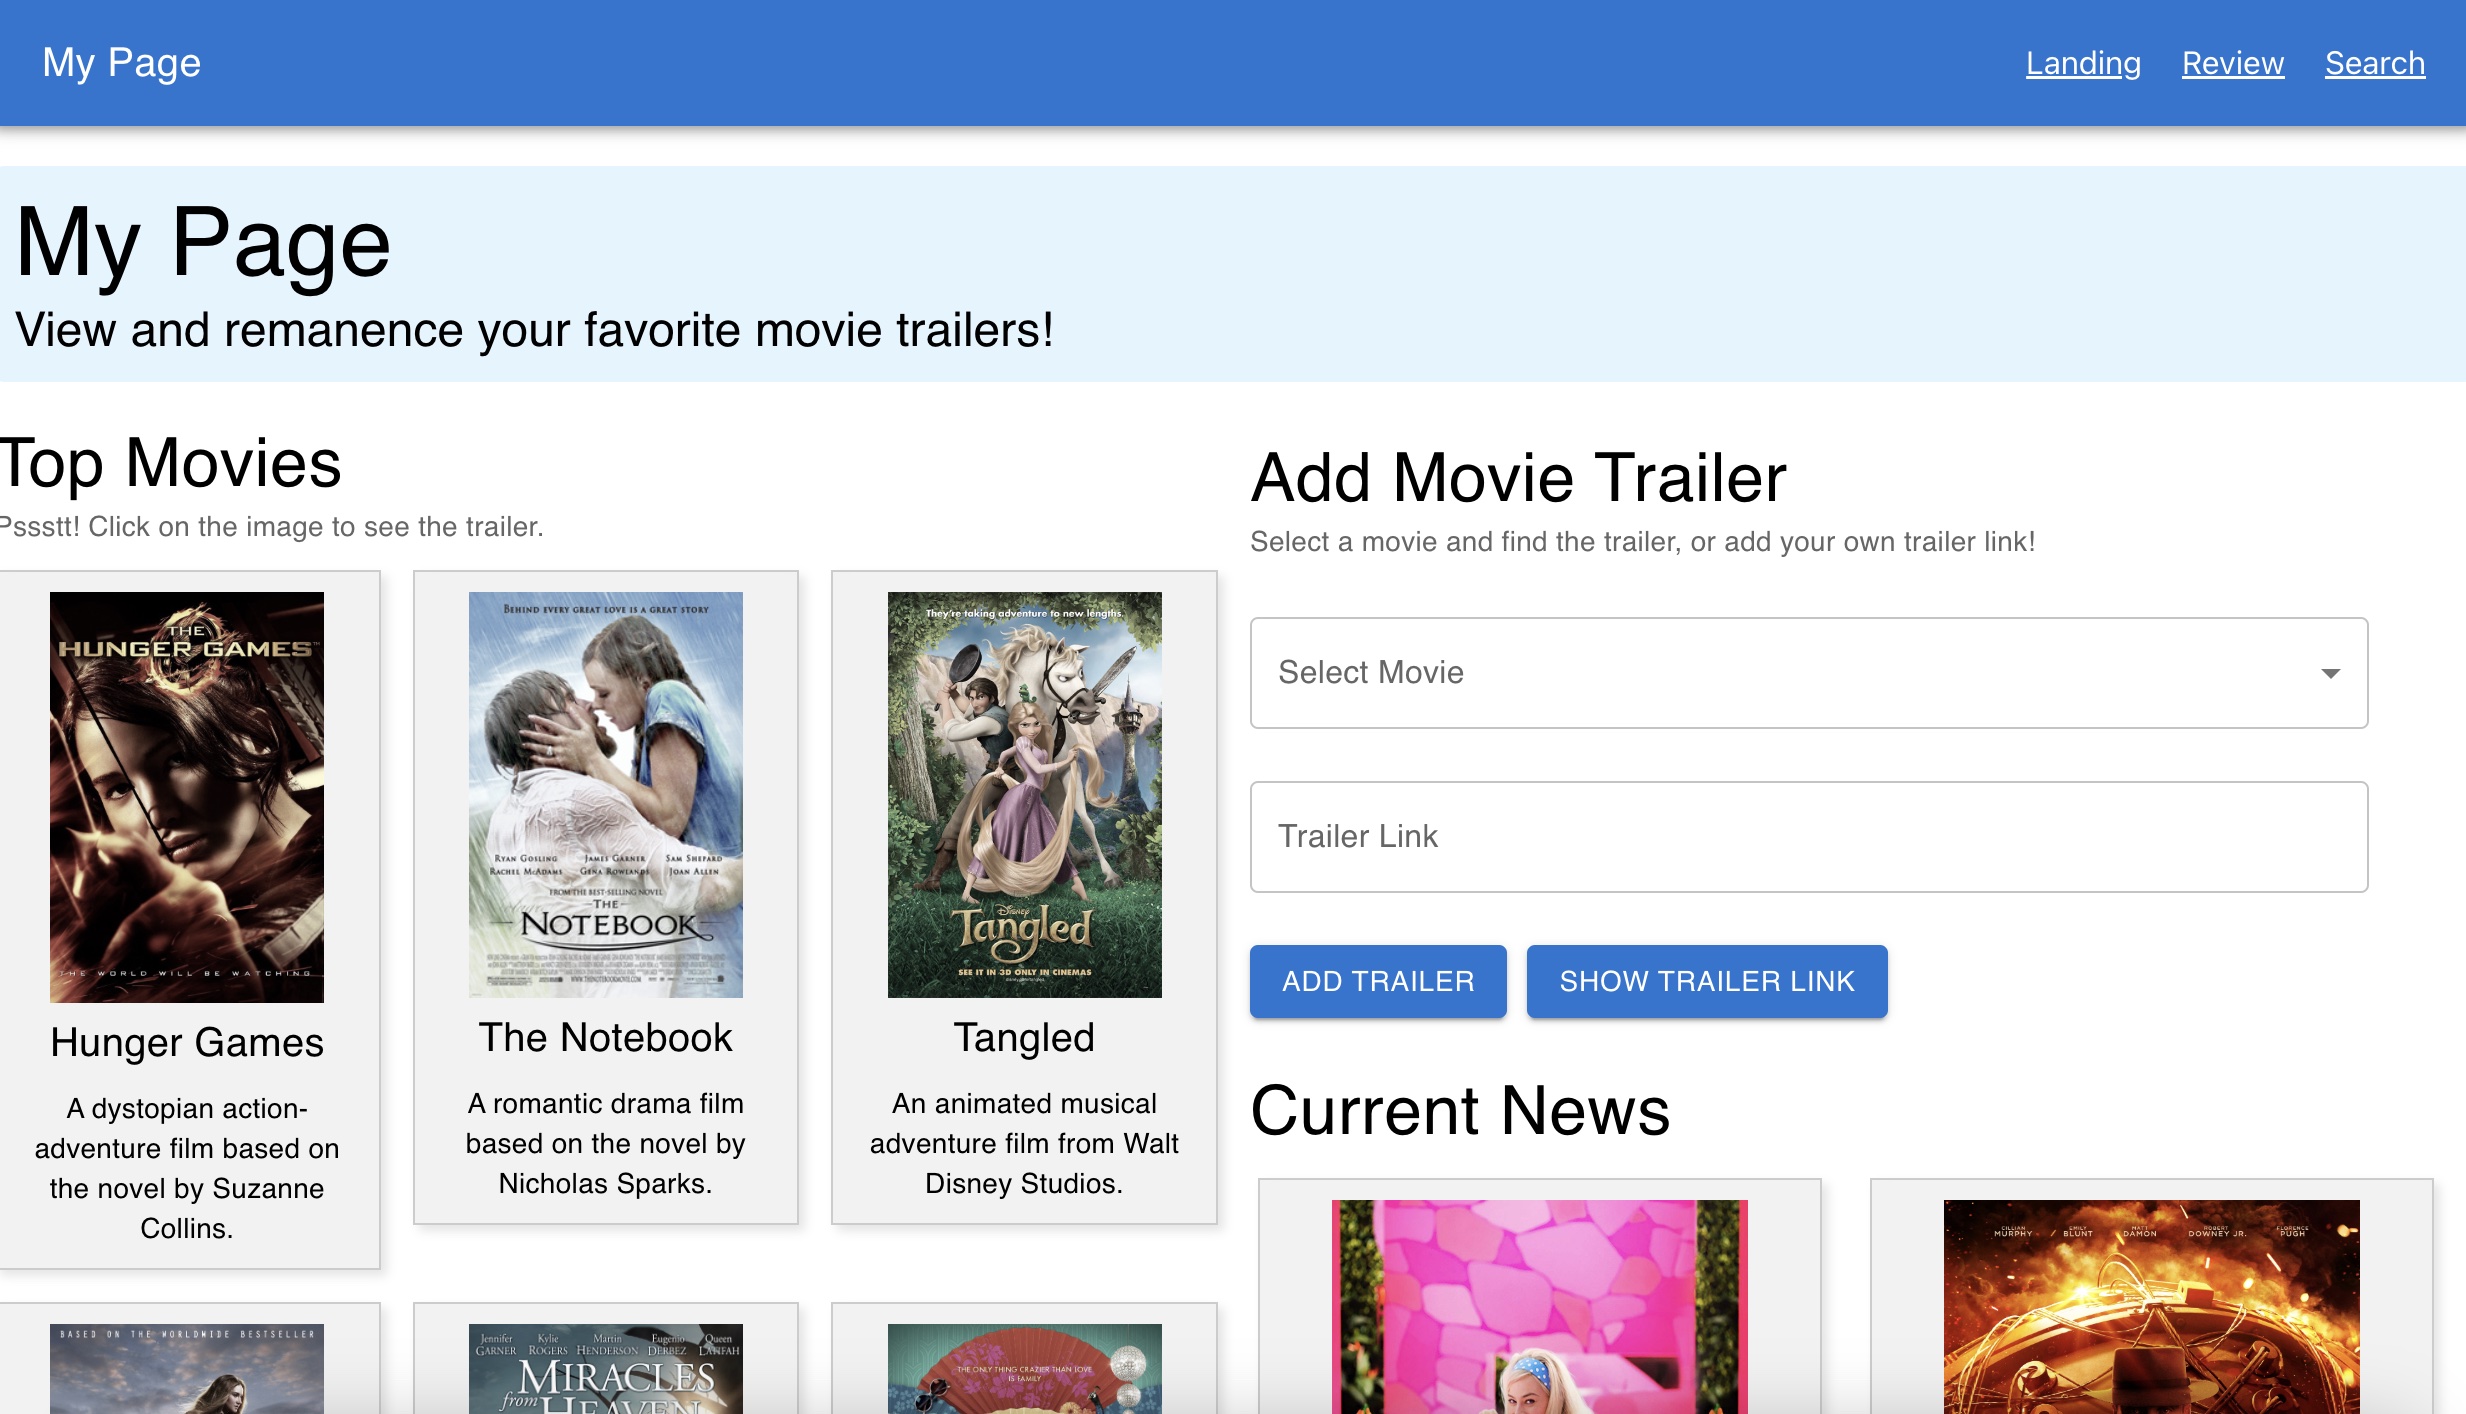 My Page
Landing Review Search
My Page
View and remanence your favorite movie trailers!
Top Movies
Pssstt! Click on the image to see the trailer.
THE
HUNGER GAMES
THE WORLD WILL BE WATCHING
Hunger Games
A dystopian action-
adventure film based on
the novel by Suzanne
Collins.
BEHIND EVERY GREAT LOVE IS A GREAT STORY
RYAN GOSLING JAMES GARNER SAM SHEPARD
RACHEL MCADAMS GENA ROWLANDS JOAN ALLEN
FROM THE BEST-SELLING NOVEL
THE
NOTEBOOK
The Notebook
A romantic drama film
based on the novel by
Nicholas Sparks.
They're taking adventure to new lengths.
DISNEY
Tangled
SEE IT IN 3D ONLY IN CINEMAS
Tangled
An animated musical
adventure film from Walt
Disney Studios.
BASED ON THE WORLDWIDE BESTSELLER
Jennifer GARNER Kylie ROGERS Martin HENDERSON Eugenio DERBEZ Queen LATIFAH
MIRACLES
from HEAVEN
THE ONLY THING CRAZIER THAN LOVE
IS FAMILY
Add Movie Trailer
Select a movie and find the trailer, or add your own trailer link!
Select Movie
Trailer Link
ADD TRAILER SHOW TRAILER LINK
Current News
CILLIAN MURPHY EMILY BLUNT MATT DAMON ROBERT DOWNEY JR. FLORENCE PUGH